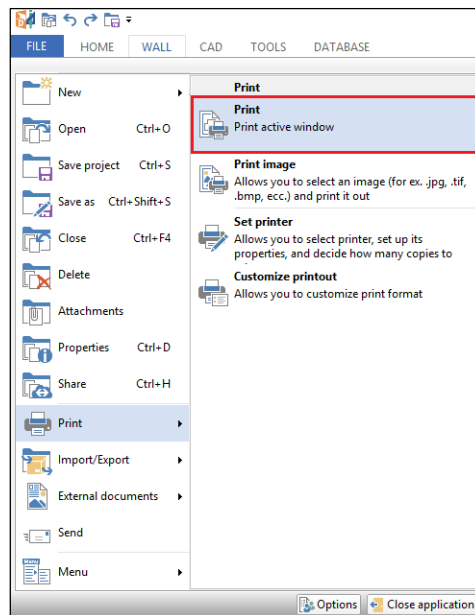 FILE HOME WALL CAD TOOLS DATABASE
New
Open Ctrl+O
Save project Ctrl+S
Save as Ctrl+Shift+S
Close Ctrl+F4
Delete
Attachments
Properties Ctrl+D
Share Ctrl+H
Print
Import/Export
External documents
Send
Menu
Print
Print
Print active window
Print image
Allows you to select an image (for ex. .jpg, .tif,
.bmp, ecc.) and print it out
Set printer
Allows you to select printer, set up its
properties, and decide how many copies to
Customize printout
Allows you to customize print format
Options Close application